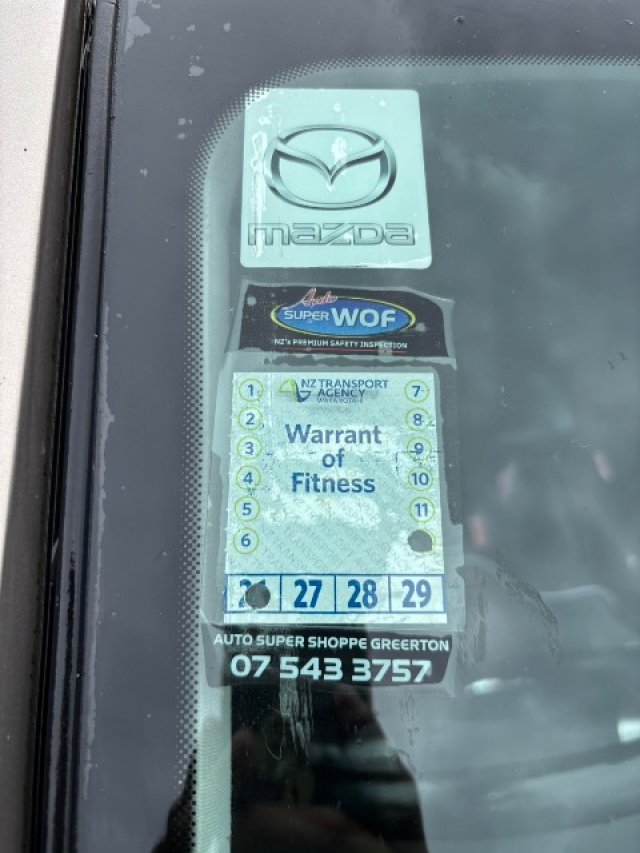 mazda
Auto
SUPER WOF
NZ's PREMIUM SAFETY INSPECTION
1 NZ TRANSPORT 7
AGENCY
WAKA KOTAHI
2 8
Warrant
3 of 9
4 Fitness 10
5 11
6
27 28 29
AUTO SUPER SHOPPE GREERTON
07 543 3757